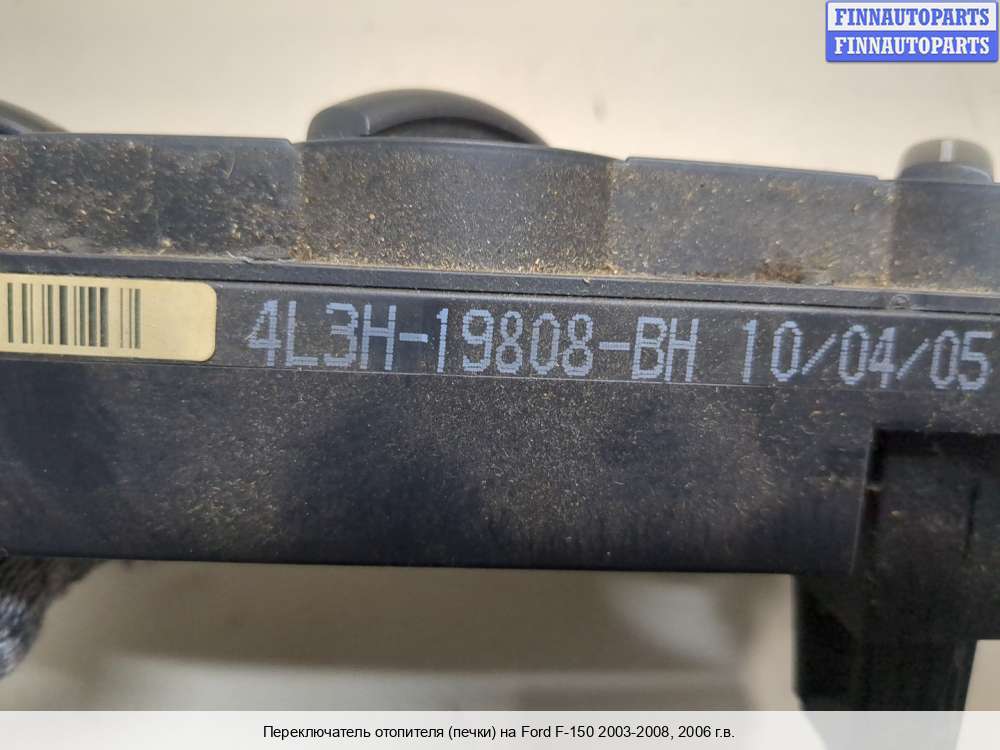 FINNAUTOPARTS
FINNAUTOPARTS
4L3H-19808-BH 10/04/05
Переключатель отопителя (печки) на Ford F-150 2003-2008, 2006 г.в.